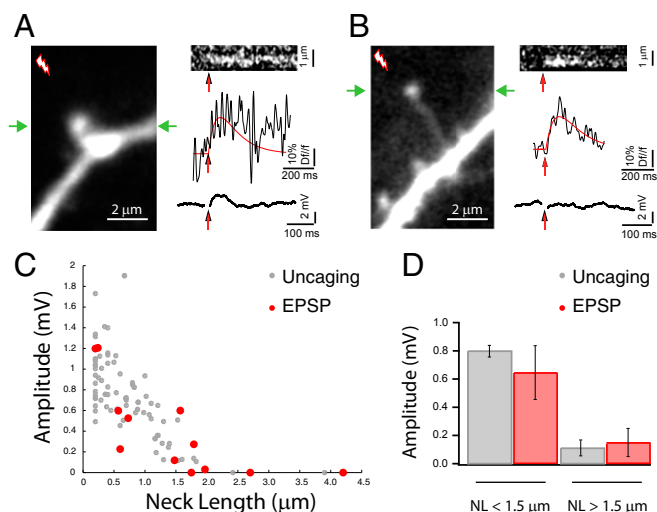 A
B
2 μm
1 μm
10% Df/f
200 ms
2 mV
100 ms
2 μm
1 μm
10% Df/f
200 ms
2 mV
100 ms
C
Uncaging
EPSP
Amplitude (mV)
2
1.8
1.6
1.4
1.2
1
0.8
0.6
0.4
0.2
0
0 0.5 1.0 1.5 2.0 2.5 3.0 3.5 4.0 4.5
Neck Length (μm)
D
Uncaging
EPSP
Amplitude (mV)
1.0
0.8
0.6
0.4
0.2
0.0
NL < 1.5 μm
NL > 1.5 μm